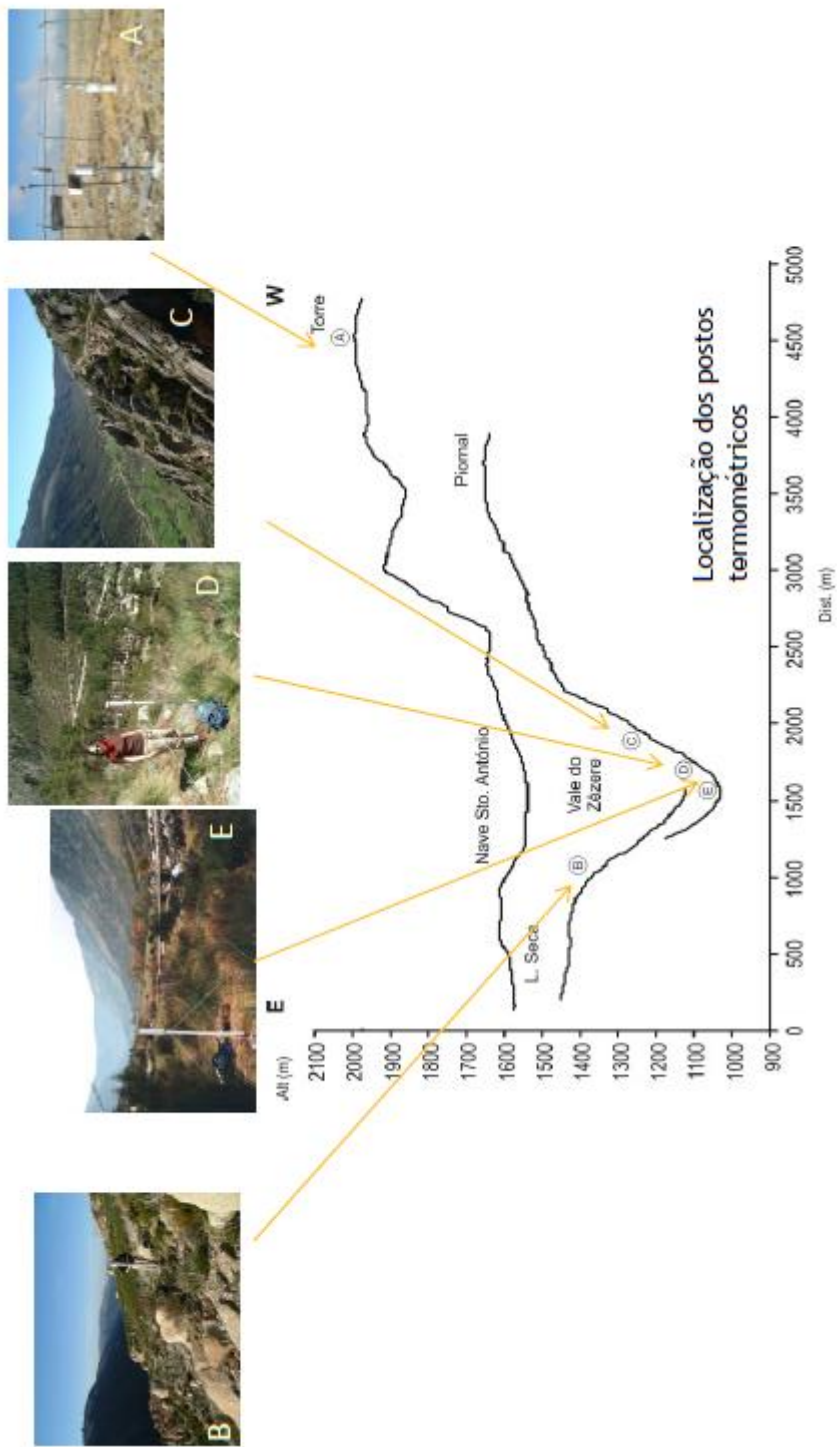 B
E
D
C
A
E
W
Alt (m)
2100
2000
1900
1800
1700
1600
1500
1400
1300
1200
1100
1000
900
Torre
A
Nave Sto. António
Piornal
L. Seca
Vale do
Zêzere
B
C
D
E
Localização dos postos
termométricos
0
500
1000
1500
2000
2500
3000
3500
4000
4500
5000
Dist. (m)